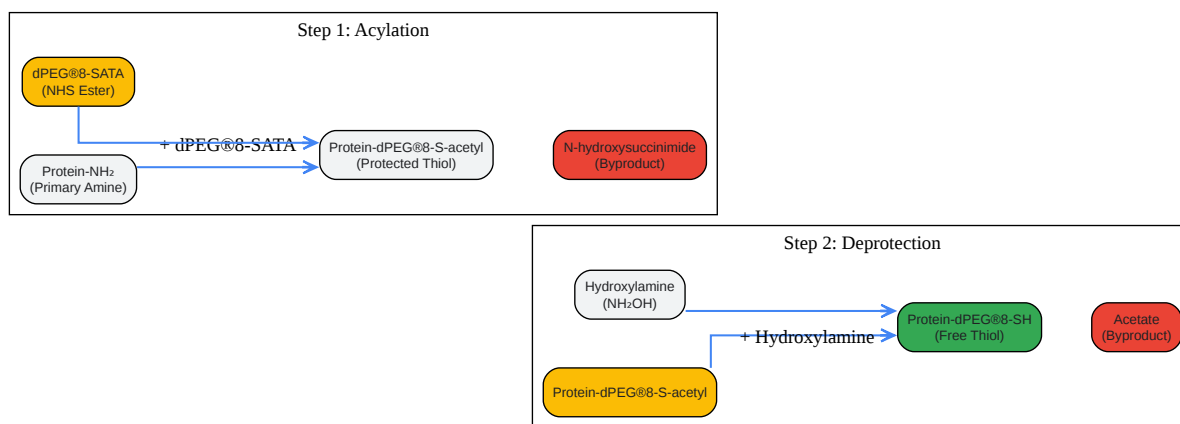 Step 1: Acylation
dPEG®8-SATA
(NHS Ester)
+ dPEG®8-SATA
Protein-NH₂
(Primary Amine)
Protein-dPEG®8-S-acetyl
(Protected Thiol)
N-hydroxysuccinimide
(Byproduct)
Step 2: Deprotection
Hydroxylamine
(NH₂OH)
+ Hydroxylamine
Protein-dPEG®8-S-acetyl
Protein-dPEG®8-SH
(Free Thiol)
Acetate
(Byproduct)